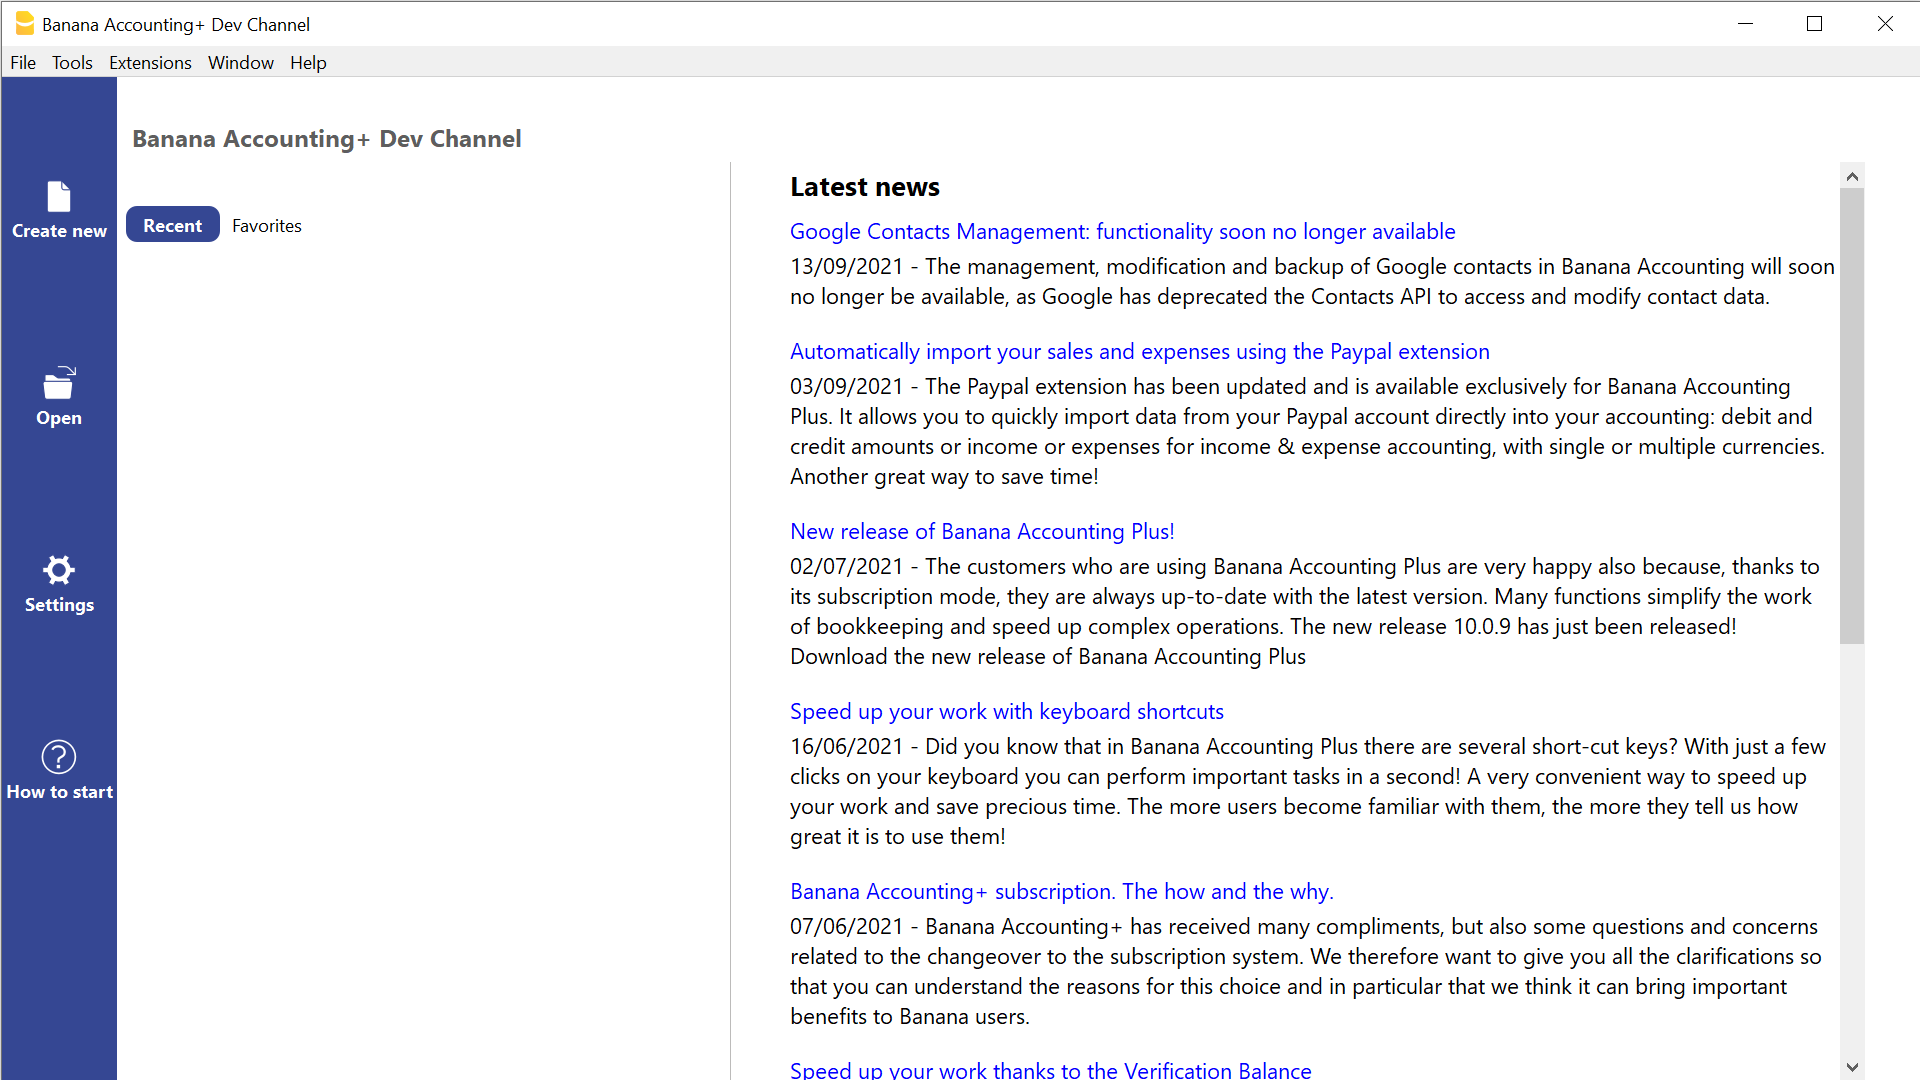 Banana Accounting+ Dev Channel
File Tools Extensions Window Help
Banana Accounting+ Dev Channel
Create new
Open
Settings
How to start
Recent Favorites
Latest news
Google Contacts Management: functionality soon no longer available
13/09/2021 - The management, modification and backup of Google contacts in Banana Accounting will soon
no longer be available, as Google has deprecated the Contacts API to access and modify contact data.
Automatically import your sales and expenses using the Paypal extension
03/09/2021 - The Paypal extension has been updated and is available exclusively for Banana Accounting
Plus. It allows you to quickly import data from your Paypal account directly into your accounting: debit and
credit amounts or income or expenses for income & expense accounting, with single or multiple currencies.
Another great way to save time!
New release of Banana Accounting Plus!
02/07/2021 - The customers who are using Banana Accounting Plus are very happy also because, thanks to
its subscription mode, they are always up-to-date with the latest version. Many functions simplify the work
of bookkeeping and speed up complex operations. The new release 10.0.9 has just been released!
Download the new release of Banana Accounting Plus
Speed up your work with keyboard shortcuts
16/06/2021 - Did you know that in Banana Accounting Plus there are several short-cut keys? With just a few
clicks on your keyboard you can perform important tasks in a second! A very convenient way to speed up
your work and save precious time. The more users become familiar with them, the more they tell us how
great it is to use them!
Banana Accounting+ subscription. The how and the why.
07/06/2021 - Banana Accounting+ has received many compliments, but also some questions and concerns
related to the changeover to the subscription system. We therefore want to give you all the clarifications so
that you can understand the reasons for this choice and in particular that we think it can bring important
benefits to Banana users.
Speed up your work thanks to the Verification Balance